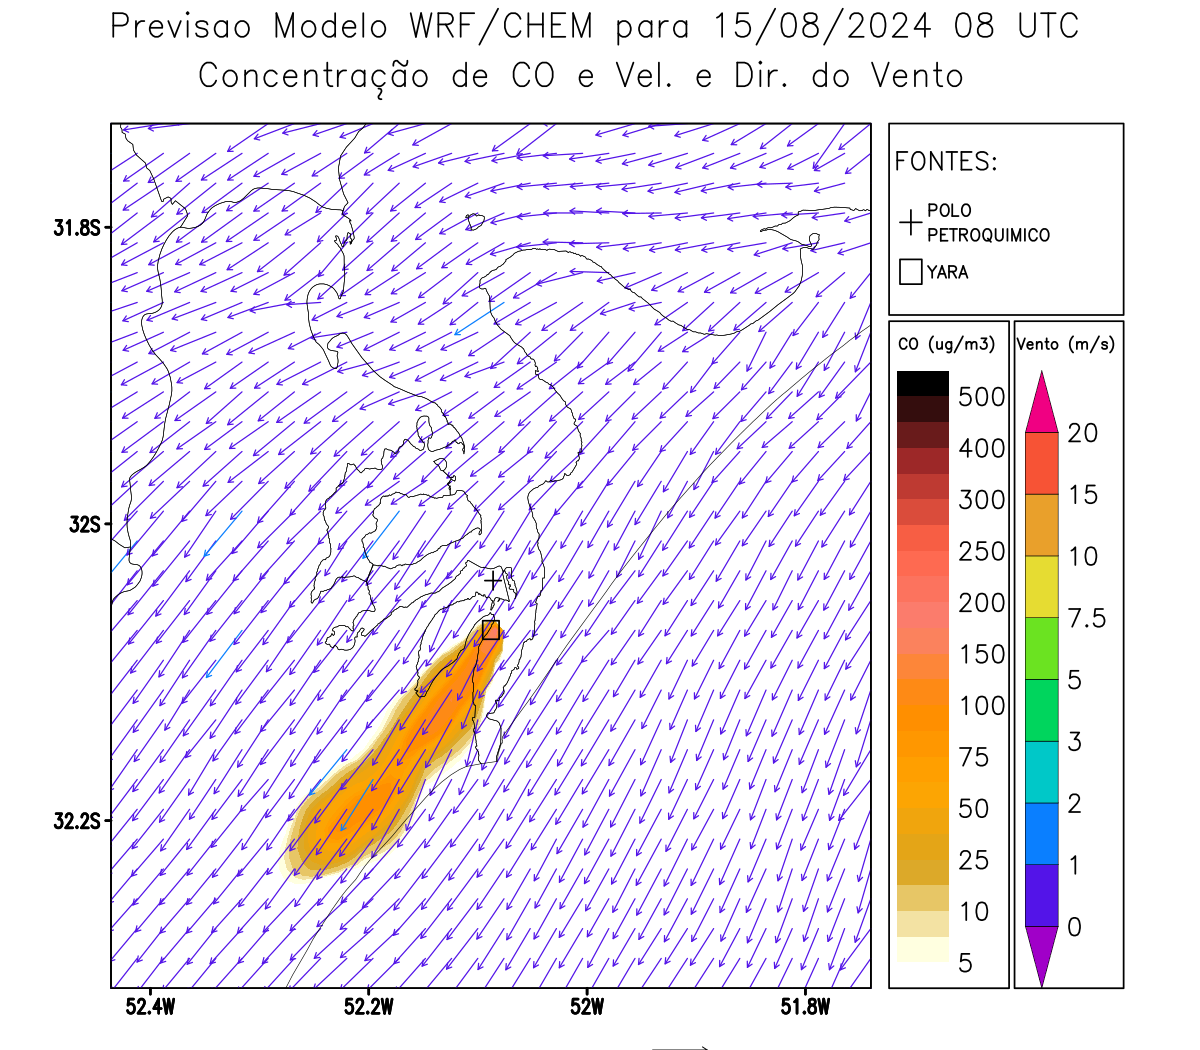 Previsao Modelo WRF/CHEM para 15/08/2024 08 UTC
Concentração de CO e Vel. e Dir. do Vento
FONTES:
POLO
PETROQUIMICO
YARA
CO (ug/m3)
500
400
300
250
200
150
100
75
50
25
10
5
Vento (m/s)
20
15
10
7.5
5
3
2
1
0
31.8S
32S
32.2S
52.4W
52.2W
52W
51.8W